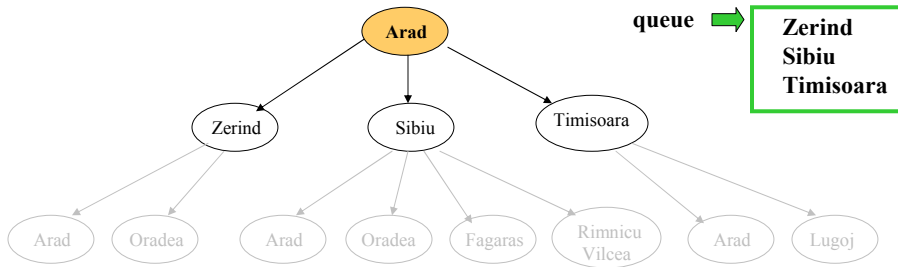 queue
Zerind
Sibiu
Timisoara
Arad
Zerind
Sibiu
Timisoara
Arad
Oradea
Arad
Oradea
Fagaras
Rimnicu
Vilcea
Arad
Lugoj